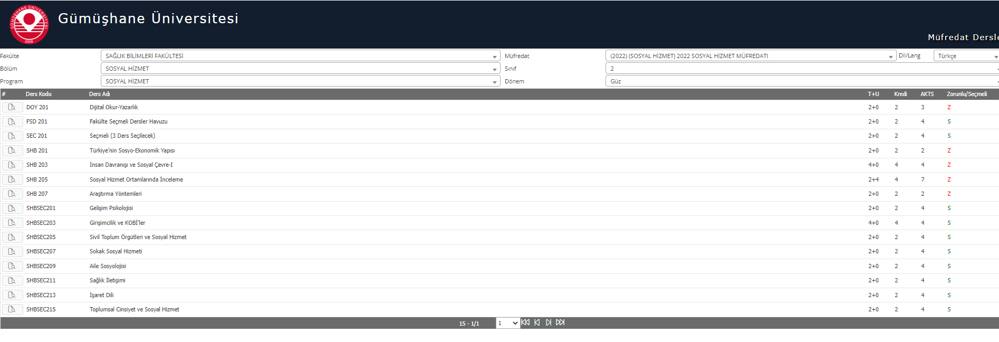 GÜMÜŞHANE ÜNİVERSİTESİ
2008
Gümüşhane Üniversitesi
Müfredat Dersle
Fakülte SAĞLIK BİLİMLERİ FAKÜLTESİ Müfredat (2022) (SOSYAL HİZMET) 2022 SOSYAL HİZMET MÜFREDATI Dil/Lang Türkçe
Bölüm SOSYAL HİZMET Sınıf 2
Program SOSYAL HİZMET Dönem Güz
# Ders Kodu Ders Adı T+U Kredi AKTS Zorunlu/Seçmeli
DOY 201 Dijital Okur-Yazarlık 2+0 2 3 Z
FSD 201 Fakülte Seçmeli Dersler Havuzu 2+0 2 4 S
SEC 201 Seçmeli (3 Ders Seçilecek) 2+0 2 4 S
SHB 201 Türkiye’nin Sosyo-Ekonomik Yapısı 2+0 2 2 Z
SHB 203 İnsan Davranışı ve Sosyal Çevre-I 4+0 4 4 Z
SHB 205 Sosyal Hizmet Ortamlarında İnceleme 2+4 4 7 Z
SHB 207 Araştırma Yöntemleri 2+0 2 2 Z
SHBSEC201 Gelişim Psikolojisi 2+0 2 4 S
SHBSEC203 Girişimcilik ve KOBİ'ler 4+0 4 4 S
SHBSEC205 Sivil Toplum Örgütleri ve Sosyal Hizmet 2+0 2 4 S
SHBSEC207 Sokak Sosyal Hizmeti 2+0 2 4 S
SHBSEC209 Aile Sosyolojisi 2+0 2 4 S
SHBSEC211 Sağlık İletişimi 2+0 2 4 S
SHBSEC213 İşaret Dili 2+0 2 4 S
SHBSEC215 Toplumsal Cinsiyet ve Sosyal Hizmet 2+0 2 4 S
15 - 1/1 1